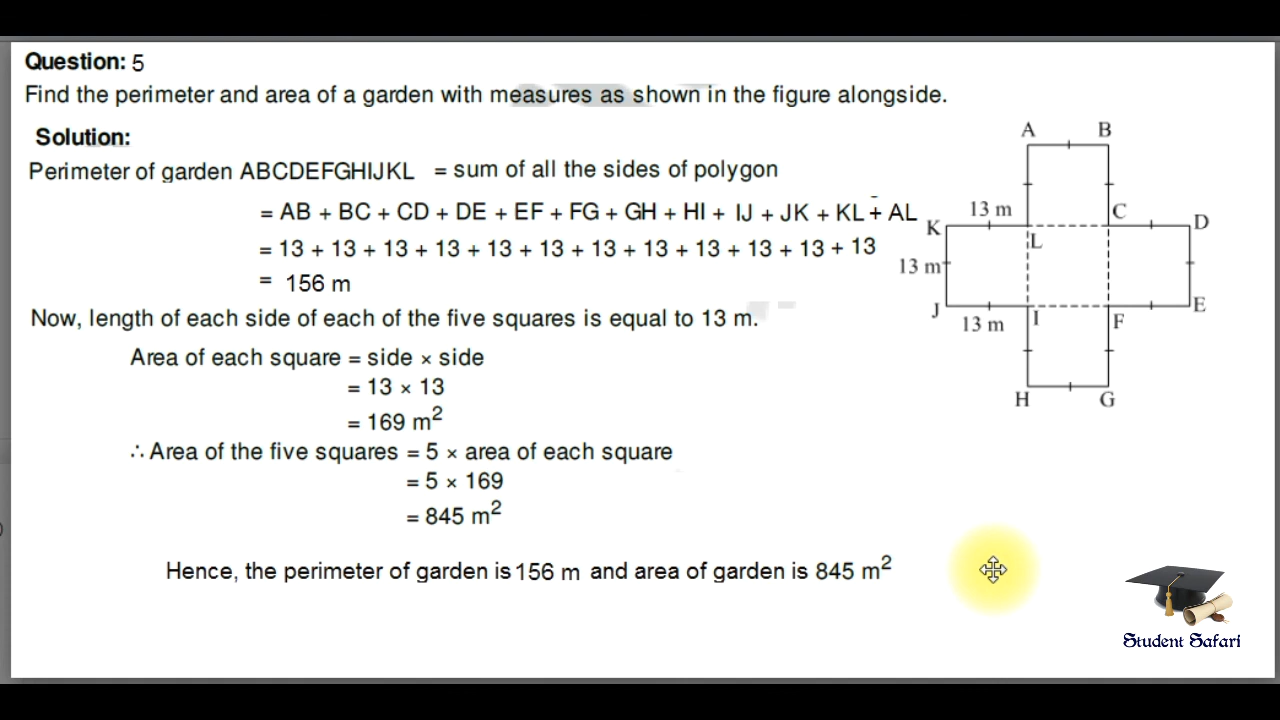 Question: 5
Find the perimeter and area of a garden with measures as shown in the figure alongside.
Solution:
Perimeter of garden ABCDEFGHIJKL = sum of all the sides of polygon
= AB + BC + CD + DE + EF + FG + GH + HI + IJ + JK + KL + AL
= 13 + 13 + 13 + 13 + 13 + 13 + 13 + 13 + 13 + 13 + 13 + 13
= 156 m
Now, length of each side of each of the five squares is equal to 13 m.
Area of each square = side × side
= 13 × 13
= 169 m²
∴ Area of the five squares = 5 × area of each square
= 5 × 169
= 845 m²
Hence, the perimeter of garden is 156 m and area of garden is 845 m²
A B
K 13 m C D
L
13 m
J 13 m I F E
H G
Student Safari